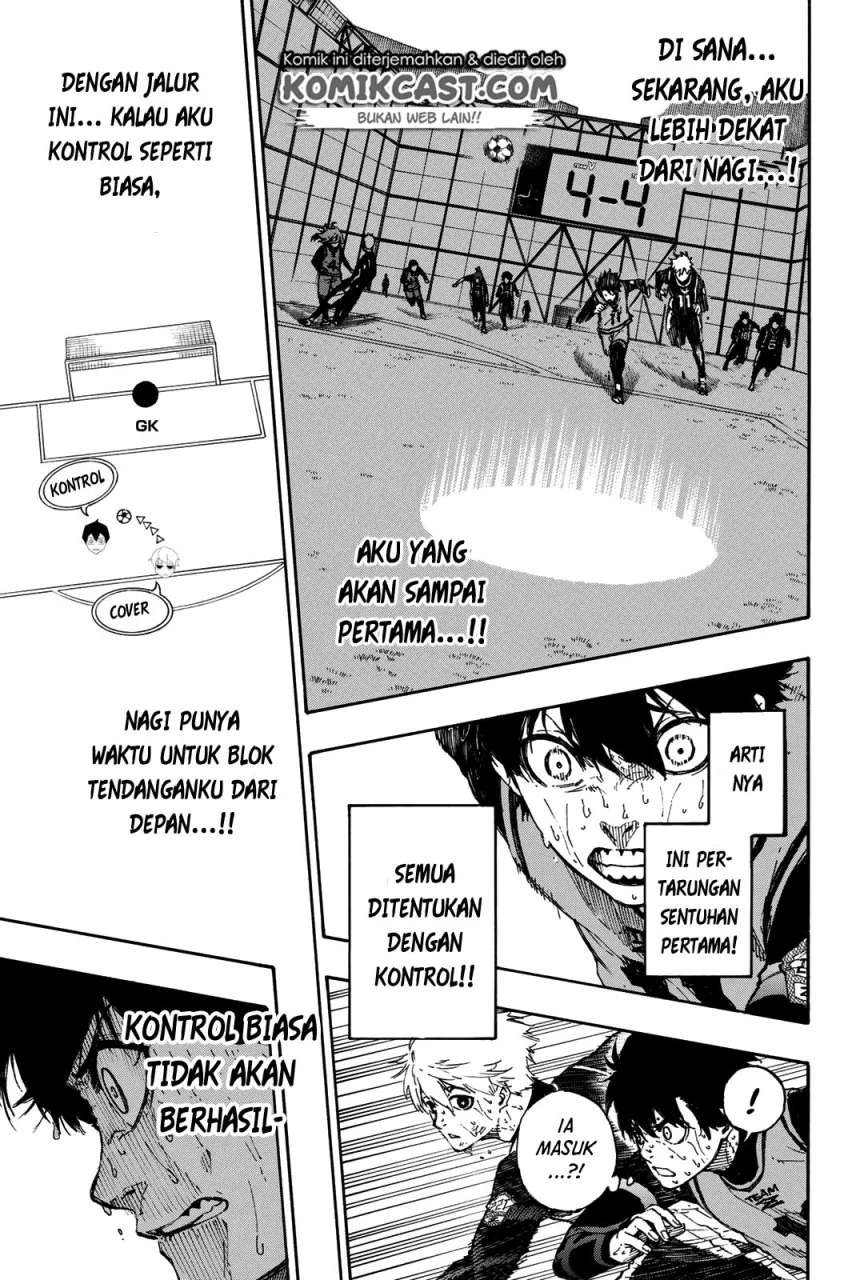 Komik ini diterjemahkan & diedit oleh
KOMIKCAST.COM
BUKAN WEB LAIN!!
DI SANA...
SEKARANG, AKU
LEBIH DEKAT
DARI NAGI...!
TEAM V
4-4
AKU YANG
AKAN SAMPAI
PERTAMA...!!
ARTI
NYA
INI PER-
TARUNGAN
SENTUHAN
PERTAMA!
SEMUA
DITENTUKAN
DENGAN
KONTROL!!
!
IA
MASUK
...?!
TEAM
Z
DENGAN JALUR
INI... KALAU AKU
KONTROL SEPERTI
BIASA,
GK
KONTROL
COVER
NAGI PUNYA
WAKTU UNTUK BLOK
TENDANGANKU DARI
DEPAN...!!
KONTROL BIASA
TIDAK AKAN
BERHASIL-